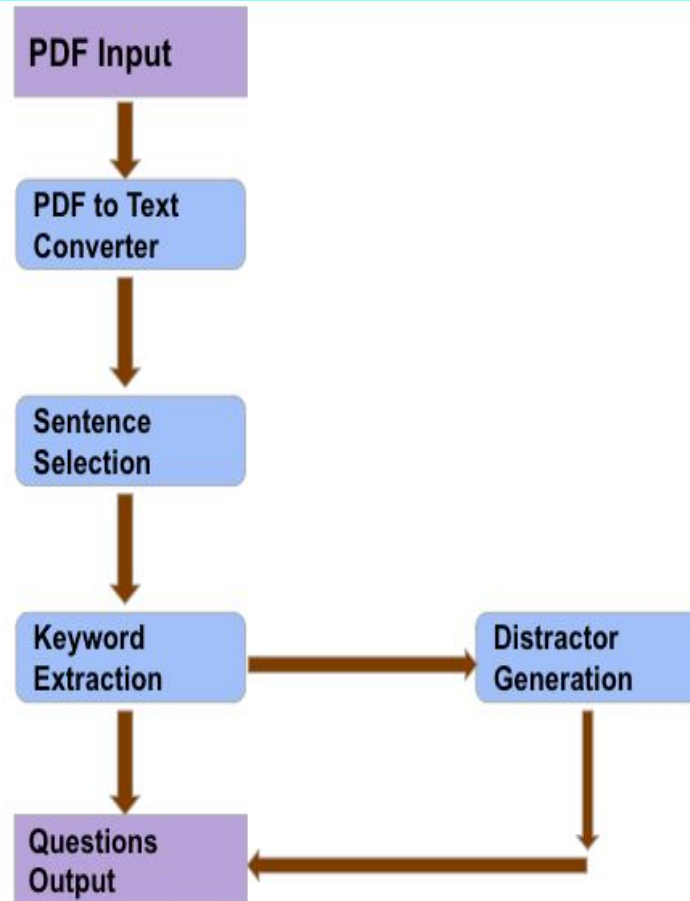 PDF Input
PDF to Text
Converter
Sentence
Selection
Keyword
Extraction
Distractor
Generation
Questions
Output